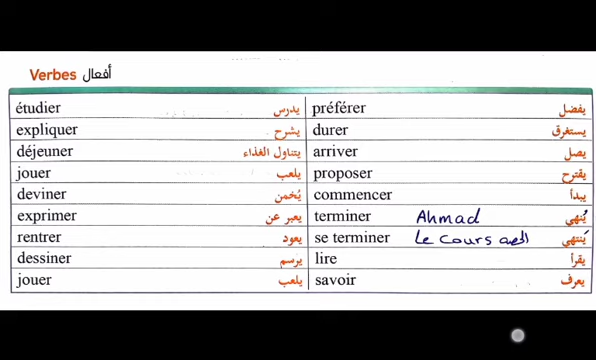 Verbes أفعال
étudier يدرس préférer يفضل
expliquer يشرح durer يستغرق
déjeuner يتناول الغذاء arriver يصل
jouer يلعب proposer يقترح
deviner يُخمن commencer يبدأ
exprimer يعبر عن terminer Ahmad يُنهي
rentrer يعود se terminer Le cours الحصة يَنتهي
dessiner يرسم lire يقرأ
jouer يلعب savoir يعرف